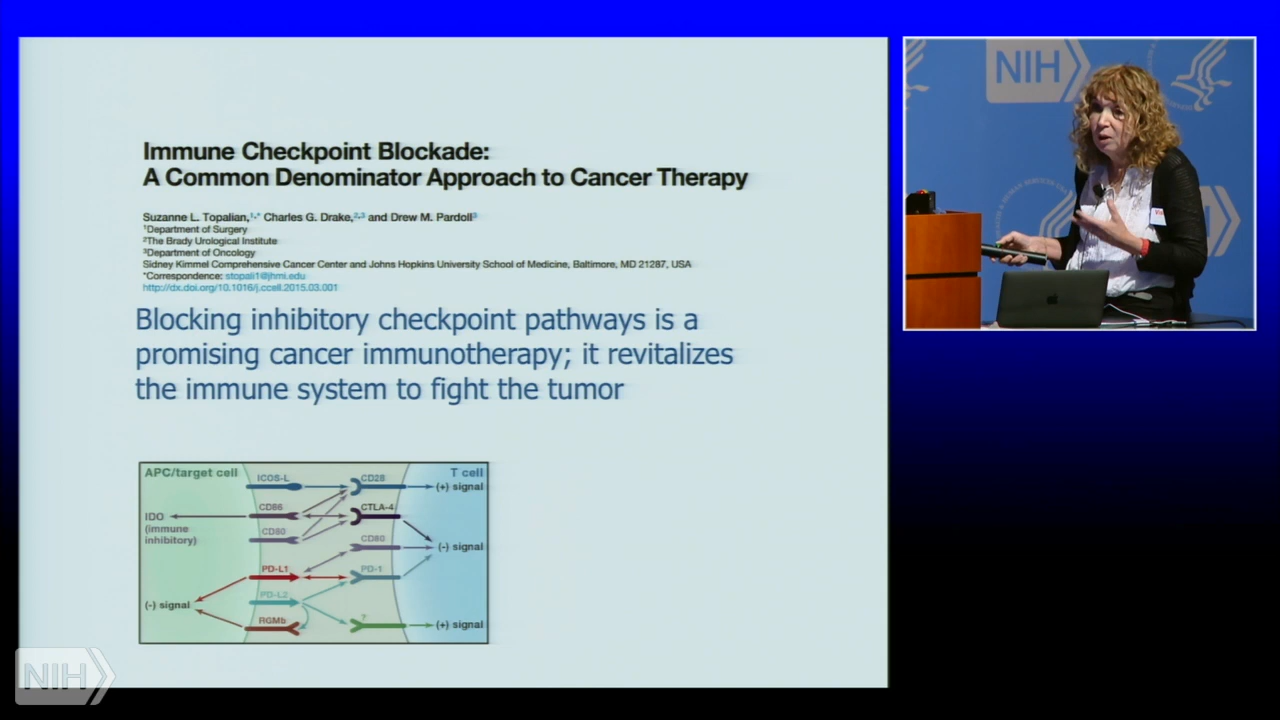 Immune Checkpoint Blockade:
A Common Denominator Approach to Cancer Therapy
Suzanne L. Topalian,1,* Charles G. Drake,2,3 and Drew M. Pardoll3
1Department of Surgery
2The Brady Urological Institute
3Department of Oncology
Sidney Kimmel Comprehensive Cancer Center and Johns Hopkins University School of Medicine, Baltimore, MD 21287, USA
*Correspondence: stopali1@jhmi.edu
http://dx.doi.org/10.1016/j.ccell.2015.03.001
Blocking inhibitory checkpoint pathways is a
promising cancer immunotherapy; it revitalizes
the immune system to fight the tumor
APC/target cell
T cell
ICOS-L
CD28
(+) signal
CD86
CTLA-4
IDO
(immune
inhibitory)
CD80
CD80
(-) signal
PD-L1
PD-1
PD-L2
(-) signal
RGMb
?
(+) signal
NIH
NIH